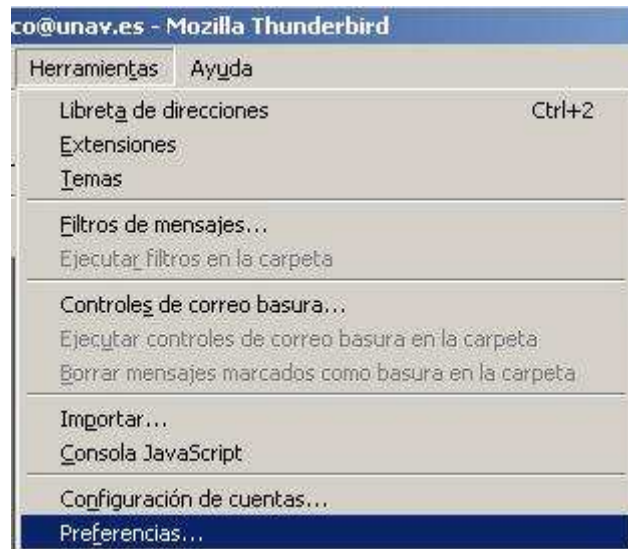 co@unav.es - Mozilla Thunderbird
Herramientas Ayuda
Libreta de direcciones Ctrl+2
Extensiones
Temas
Filtros de mensajes...
Ejecutar filtros en la carpeta
Controles de correo basura...
Ejecutar controles de correo basura en la carpeta
Borrar mensajes marcados como basura en la carpeta
Importar...
Consola JavaScript
Configuración de cuentas...
Preferencias...